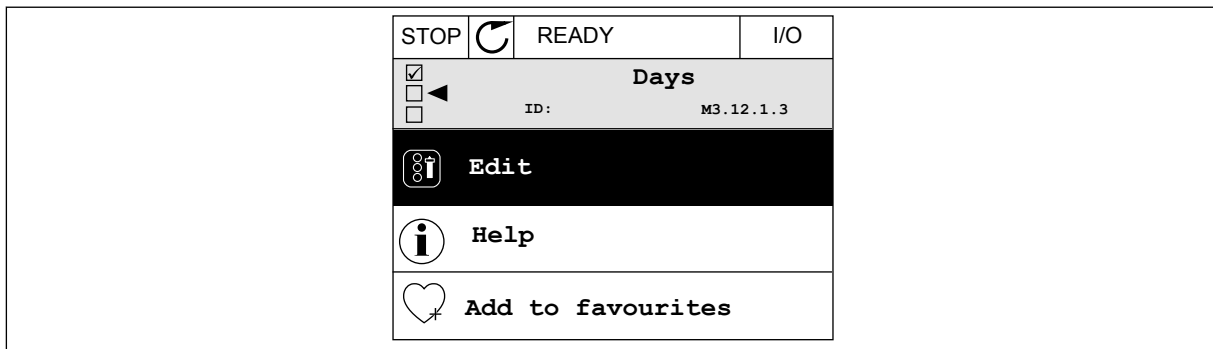 STOP READY I/O
Days
ID: M3.12.1.3
Edit
Help
Add to favourites